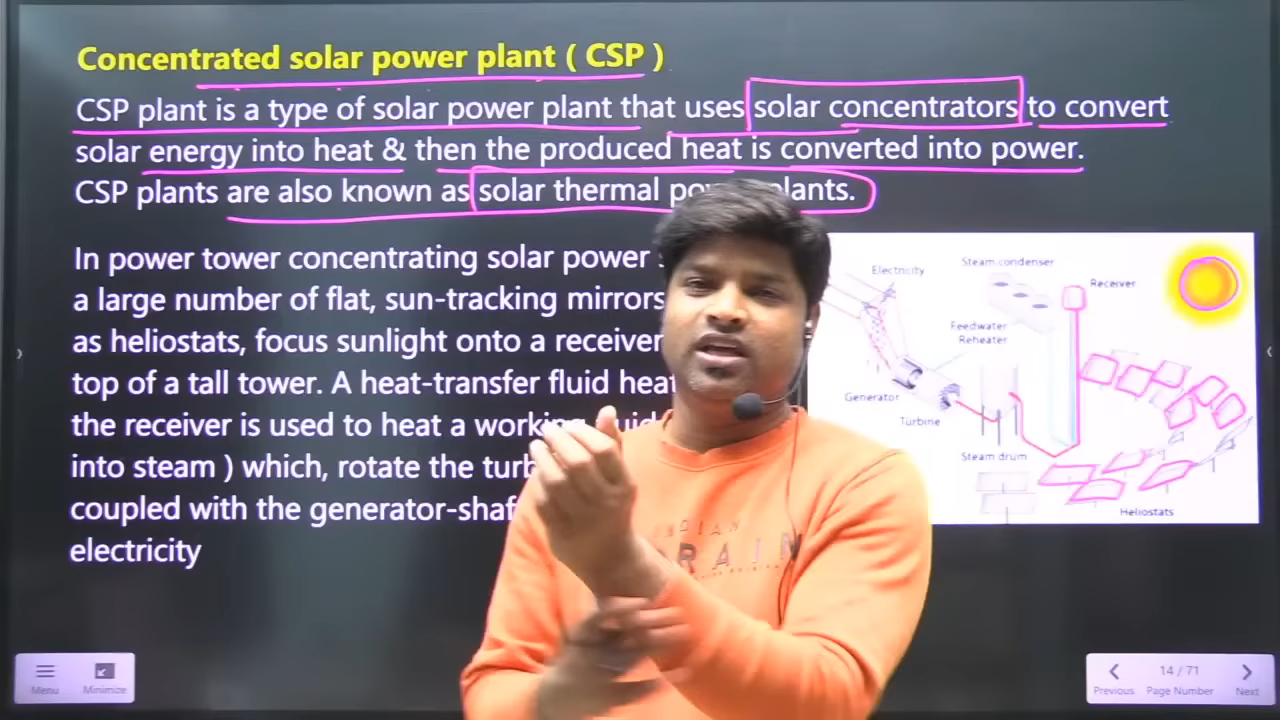 Concentrated solar power plant ( CSP )
CSP plant is a type of solar power plant that uses solar concentrators to convert
solar energy into heat & then the produced heat is converted into power.
CSP plants are also known as solar thermal plants.
In power tower concentrating solar power
a large number of flat, sun-tracking mirrors
as heliostats, focus sunlight onto a receiver
top of a tall tower. A heat-transfer fluid
the receiver is used to heat a working
into steam ) which, rotate the
coupled with the
electricity
Electricity
Steam condenser
Receiver
Feedwater
Reheater
Generator
Turbine
Steam drum
Heliostats
INDIAN
Menu
Minimize
14 / 71
Previous Page Number Next